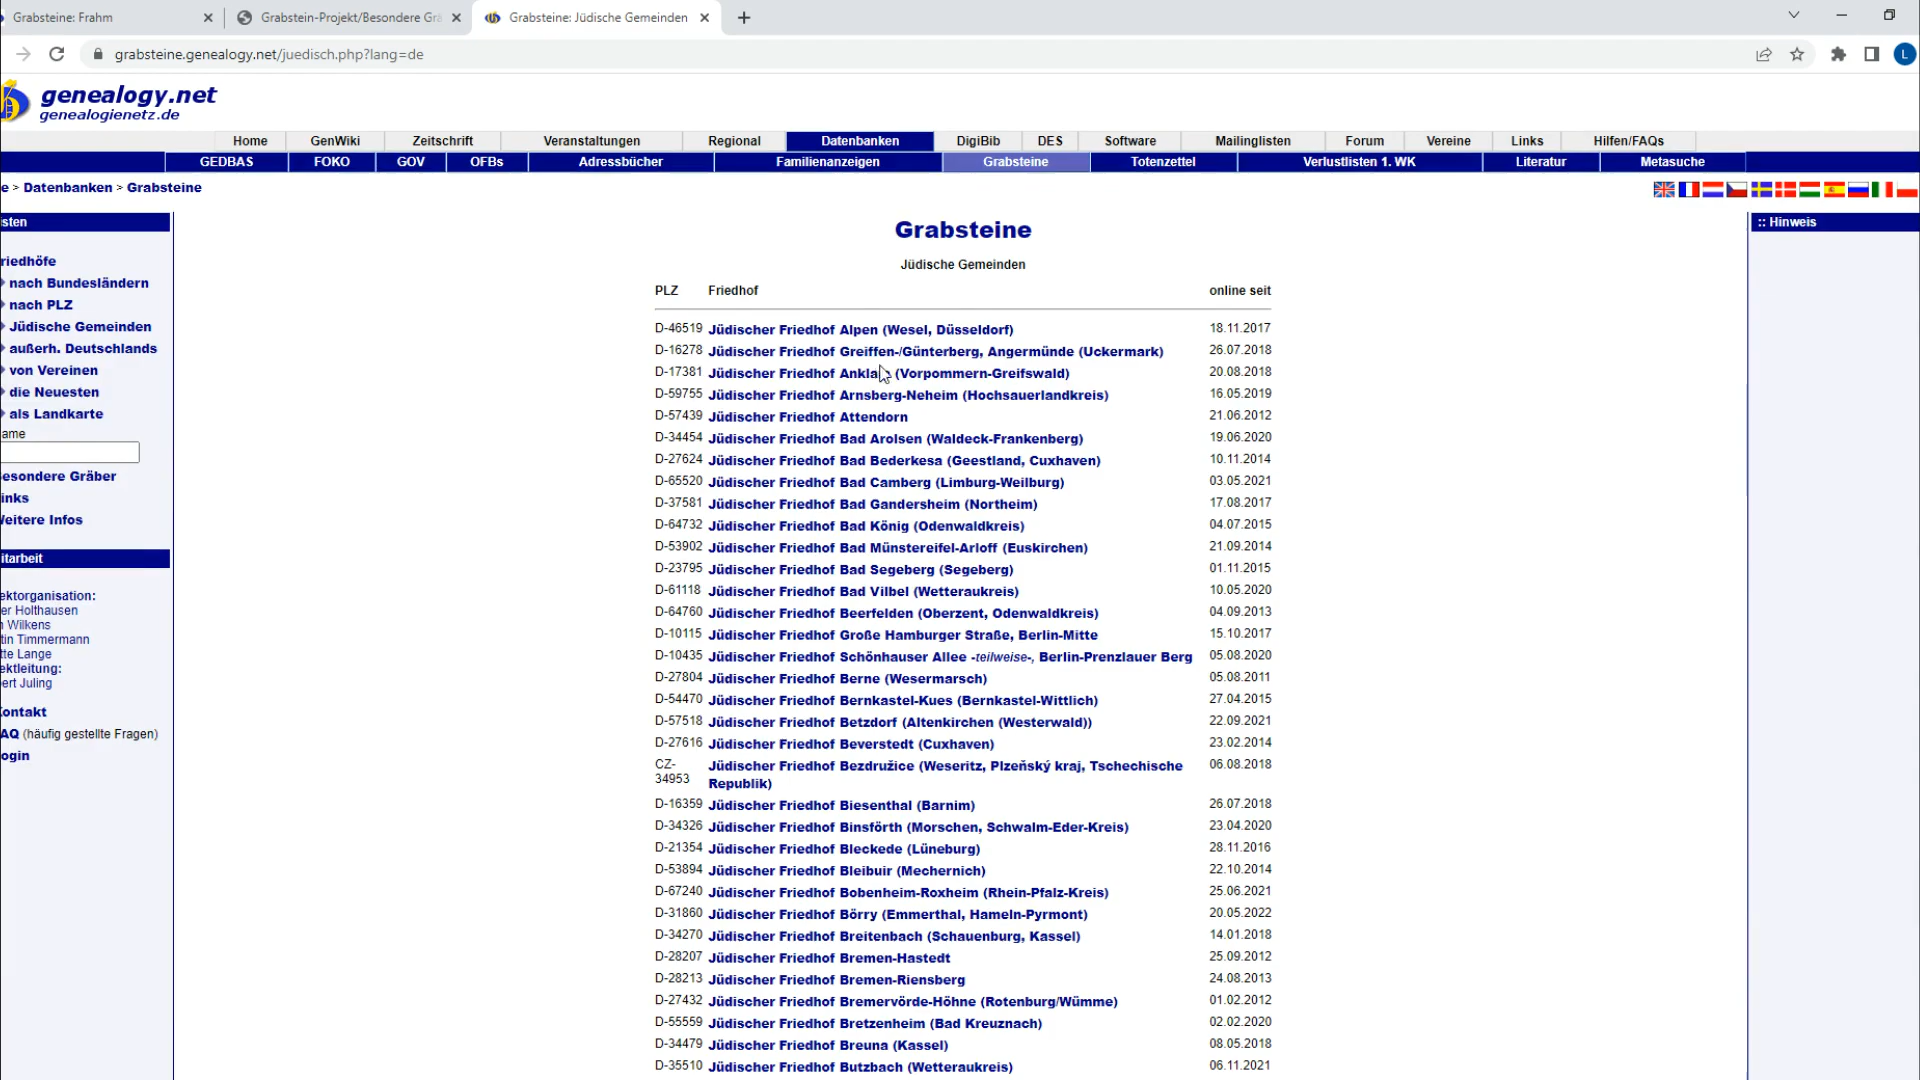 Grabsteine: Frahm
Grabstein-Projekt/Besondere Grä
Grabsteine: Jüdische Gemeinden
grabsteine.genealogy.net/juedisch.php?lang=de
L
genealogy.net
genealogienetz.de
Home GenWiki Zeitschrift Veranstaltungen Regional Datenbanken DigiBib DES Software Mailinglisten Forum Vereine Links Hilfen/FAQs
GEDBAS FOKO GOV OFBs Adressbücher Familienanzeigen Grabsteine Totenzettel Verlustlisten 1. WK Literatur Metasuche
e > Datenbanken > Grabsteine
isten
riedhöfe
nach Bundesländern
nach PLZ
Jüdische Gemeinden
außerh. Deutschlands
von Vereinen
die Neuesten
als Landkarte
ame
esondere Gräber
inks
eitere Infos
itarbeit
ektorganisation:
er Holthausen
n Wilkens
tin Timmermann
tte Lange
ektleitung:
ert Juling
ontakt
AQ (häufig gestellte Fragen)
ogin
Grabsteine
Jüdische Gemeinden
PLZ Friedhof online seit
D-46519 Jüdischer Friedhof Alpen (Wesel, Düsseldorf) 18.11.2017
D-16278 Jüdischer Friedhof Greiffen-/Günterberg, Angermünde (Uckermark) 26.07.2018
D-17381 Jüdischer Friedhof Anklam (Vorpommern-Greifswald) 20.08.2018
D-59755 Jüdischer Friedhof Arnsberg-Neheim (Hochsauerlandkreis) 16.05.2019
D-57439 Jüdischer Friedhof Attendorn 21.06.2012
D-34454 Jüdischer Friedhof Bad Arolsen (Waldeck-Frankenberg) 19.06.2020
D-27624 Jüdischer Friedhof Bad Bederkesa (Geestland, Cuxhaven) 10.11.2014
D-65520 Jüdischer Friedhof Bad Camberg (Limburg-Weilburg) 03.05.2021
D-37581 Jüdischer Friedhof Bad Gandersheim (Northeim) 17.08.2017
D-64732 Jüdischer Friedhof Bad König (Odenwaldkreis) 04.07.2015
D-53902 Jüdischer Friedhof Bad Münstereifel-Arloff (Euskirchen) 21.09.2014
D-23795 Jüdischer Friedhof Bad Segeberg (Segeberg) 01.11.2015
D-61118 Jüdischer Friedhof Bad Vilbel (Wetteraukreis) 10.05.2020
D-64760 Jüdischer Friedhof Beerfelden (Oberzent, Odenwaldkreis) 04.09.2013
D-10115 Jüdischer Friedhof Große Hamburger Straße, Berlin-Mitte 15.10.2017
D-10435 Jüdischer Friedhof Schönhauser Allee -teilweise-, Berlin-Prenzlauer Berg 05.08.2020
D-27804 Jüdischer Friedhof Berne (Wesermarsch) 05.08.2011
D-54470 Jüdischer Friedhof Bernkastel-Kues (Bernkastel-Wittlich) 27.04.2015
D-57518 Jüdischer Friedhof Betzdorf (Altenkirchen (Westerwald)) 22.09.2021
D-27616 Jüdischer Friedhof Beverstedt (Cuxhaven) 23.02.2014
CZ- Jüdischer Friedhof Bezdružice (Weseritz, Plzeňský kraj, Tschechische 06.08.2018
34953 Republik)
D-16359 Jüdischer Friedhof Biesenthal (Barnim) 26.07.2018
D-34326 Jüdischer Friedhof Binsförth (Morschen, Schwalm-Eder-Kreis) 23.04.2020
D-21354 Jüdischer Friedhof Bleckede (Lüneburg) 28.11.2016
D-53894 Jüdischer Friedhof Bleibuir (Mechernich) 22.10.2014
D-67240 Jüdischer Friedhof Bobenheim-Roxheim (Rhein-Pfalz-Kreis) 25.06.2021
D-31860 Jüdischer Friedhof Börry (Emmerthal, Hameln-Pyrmont) 20.05.2022
D-34270 Jüdischer Friedhof Breitenbach (Schauenburg, Kassel) 14.01.2018
D-28207 Jüdischer Friedhof Bremen-Hastedt 25.09.2012
D-28213 Jüdischer Friedhof Bremen-Riensberg 24.08.2013
D-27432 Jüdischer Friedhof Bremervörde-Höhne (Rotenburg/Wümme) 01.02.2012
D-55559 Jüdischer Friedhof Bretzenheim (Bad Kreuznach) 02.02.2020
D-34479 Jüdischer Friedhof Breuna (Kassel) 08.05.2018
D-35510 Jüdischer Friedhof Butzbach (Wetteraukreis) 06.11.2021
:: Hinweis